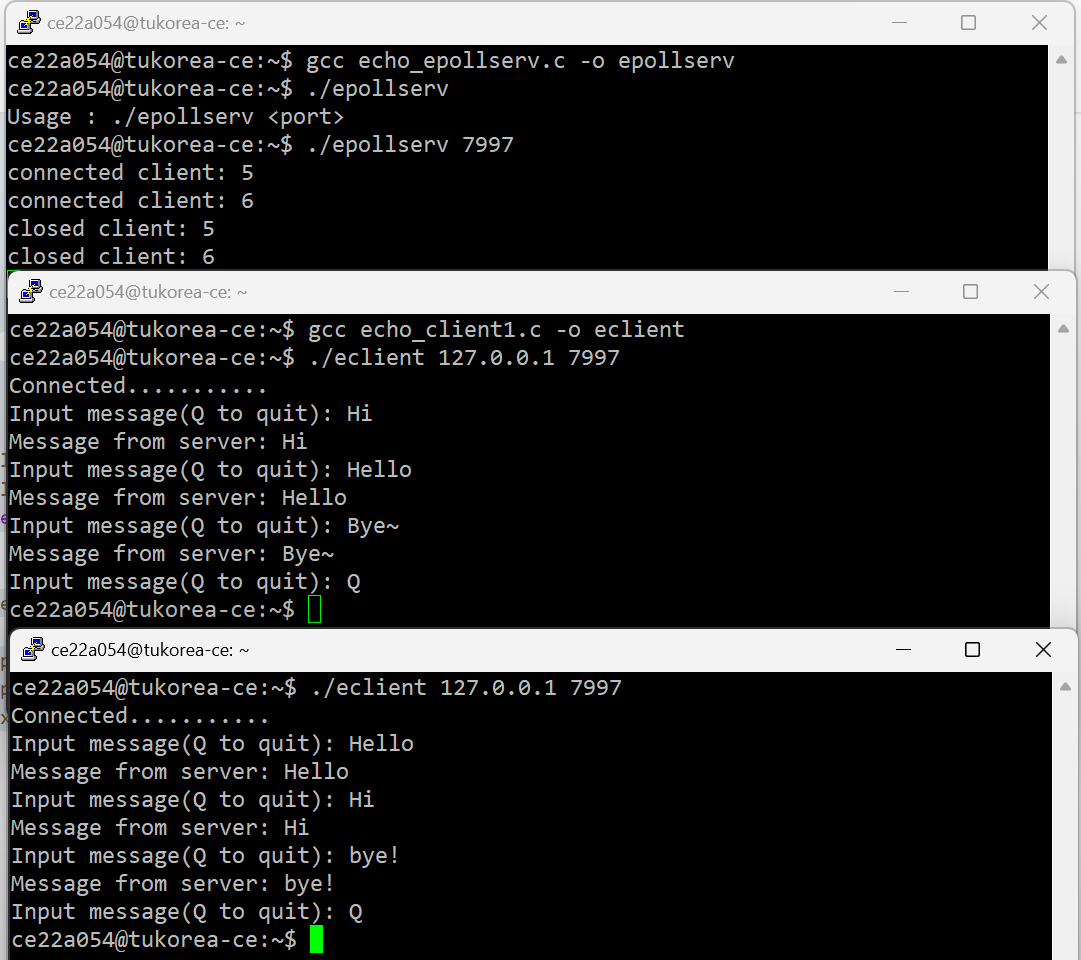 ce22a054@tukorea-ce: ~
ce22a054@tukorea-ce:~$ gcc echo_epollserv.c -o epollserv
ce22a054@tukorea-ce:~$ ./epollserv
Usage : ./epollserv <port>
ce22a054@tukorea-ce:~$ ./epollserv 7997
connected client: 5
connected client: 6
closed client: 5
closed client: 6
ce22a054@tukorea-ce: ~
ce22a054@tukorea-ce:~$ gcc echo_client1.c -o eclient
ce22a054@tukorea-ce:~$ ./eclient 127.0.0.1 7997
Connected...........
Input message(Q to quit): Hi
Message from server: Hi
Input message(Q to quit): Hello
Message from server: Hello
Input message(Q to quit): Bye~
Message from server: Bye~
Input message(Q to quit): Q
ce22a054@tukorea-ce:~$
ce22a054@tukorea-ce: ~
ce22a054@tukorea-ce:~$ ./eclient 127.0.0.1 7997
Connected...........
Input message(Q to quit): Hello
Message from server: Hello
Input message(Q to quit): Hi
Message from server: Hi
Input message(Q to quit): bye!
Message from server: bye!
Input message(Q to quit): Q
ce22a054@tukorea-ce:~$